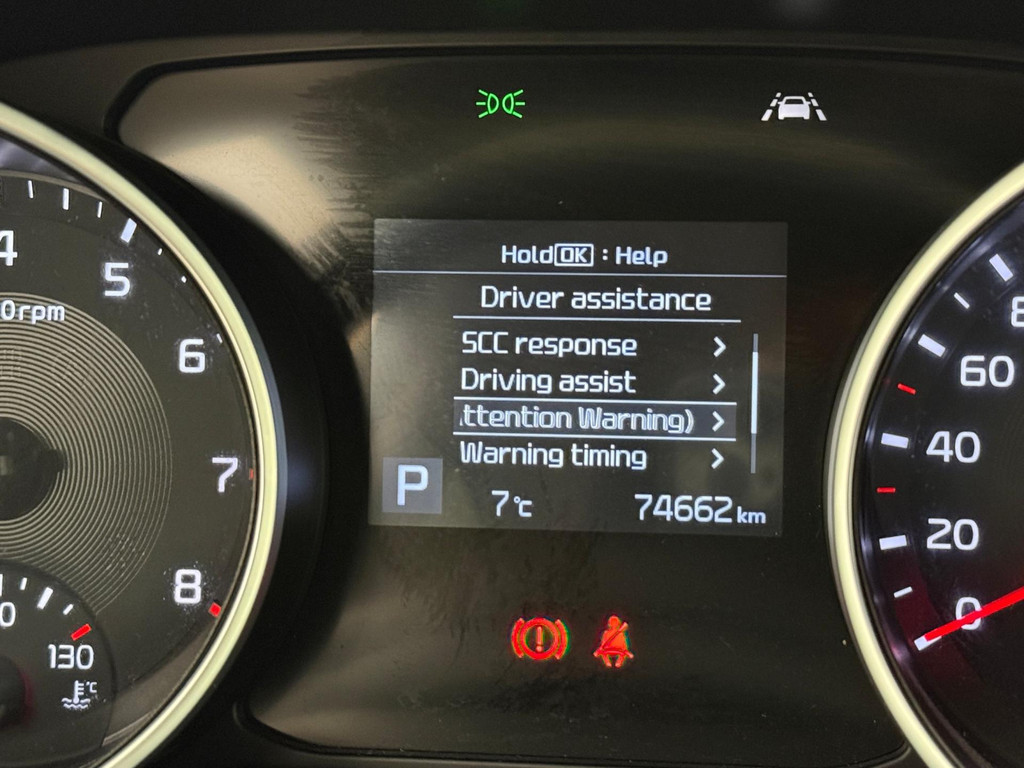 Hold OK : Help
Driver assistance
SCC response
Driving assist
ttention Warning)
Warning timing
P
7°C
74662 km
4
5
6
7
8
0rpm
130
°C
8
60
40
20
0